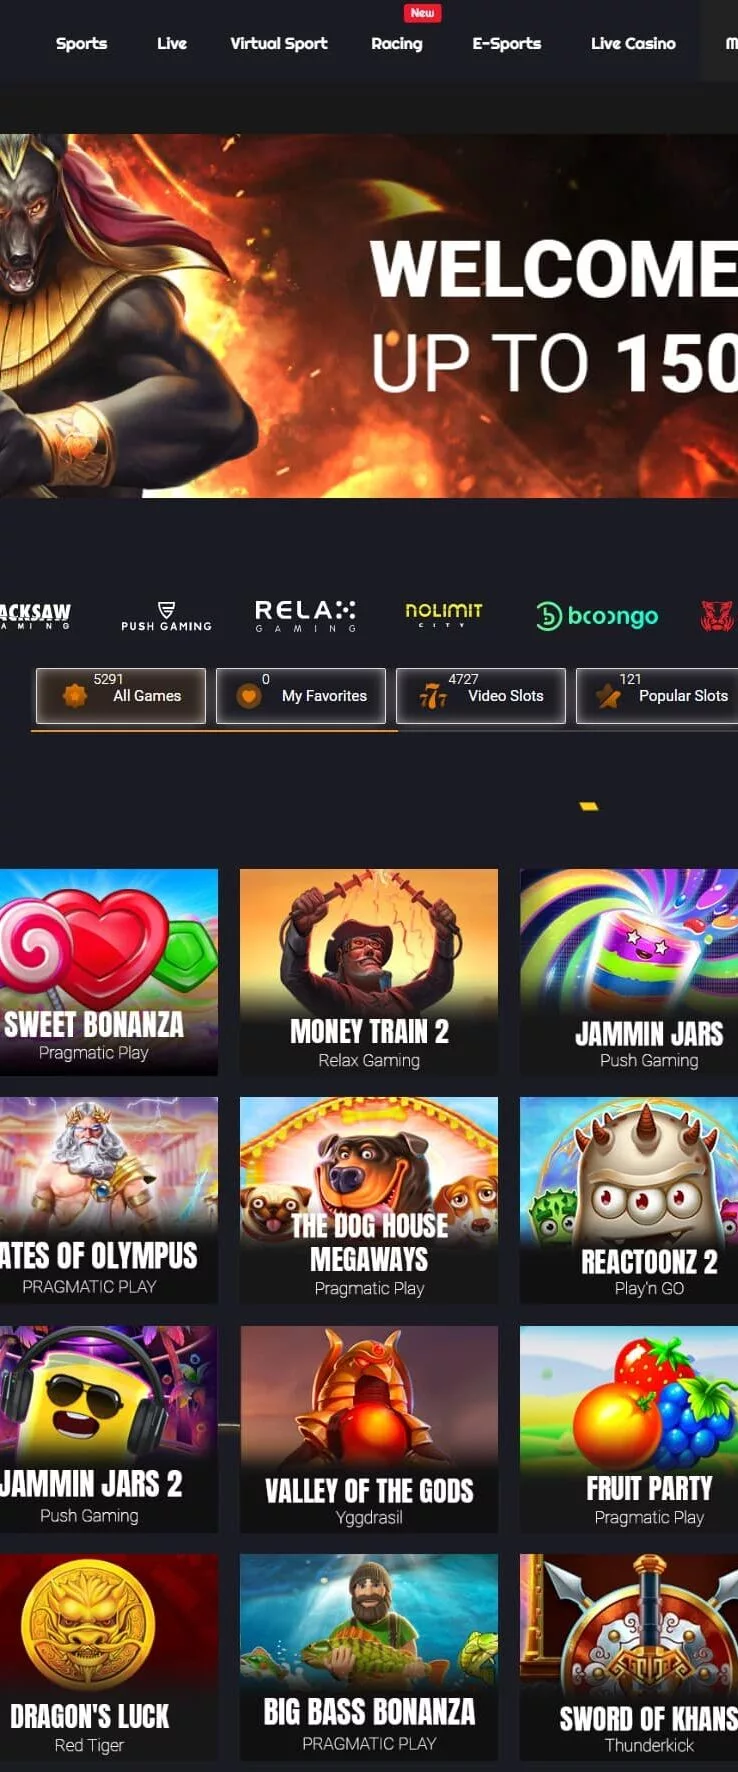 New
Sports Live Virtual Sport Racing E-Sports Live Casino M
WELCOME
UP TO 150
ACKSAW
AMING
PUSH GAMING
RELAX
GAMING
NOLIMIT
CITY
booongo
5291
All Games
0
My Favorites
4727
Video Slots
121
Popular Slots
SWEET BONANZA
Pragmatic Play
MONEY TRAIN 2
Relax Gaming
JAMMIN JARS
Push Gaming
ATES OF OLYMPUS
PRAGMATIC PLAY
THE DOG HOUSE
MEGAWAYS
Pragmatic Play
REACTOONZ 2
Play'n GO
JAMMIN JARS 2
Push Gaming
VALLEY OF THE GODS
Yggdrasil
FRUIT PARTY
Pragmatic Play
DRAGON'S LUCK
Red Tiger
BIG BASS BONANZA
PRAGMATIC PLAY
SWORD OF KHANS
Thunderkick